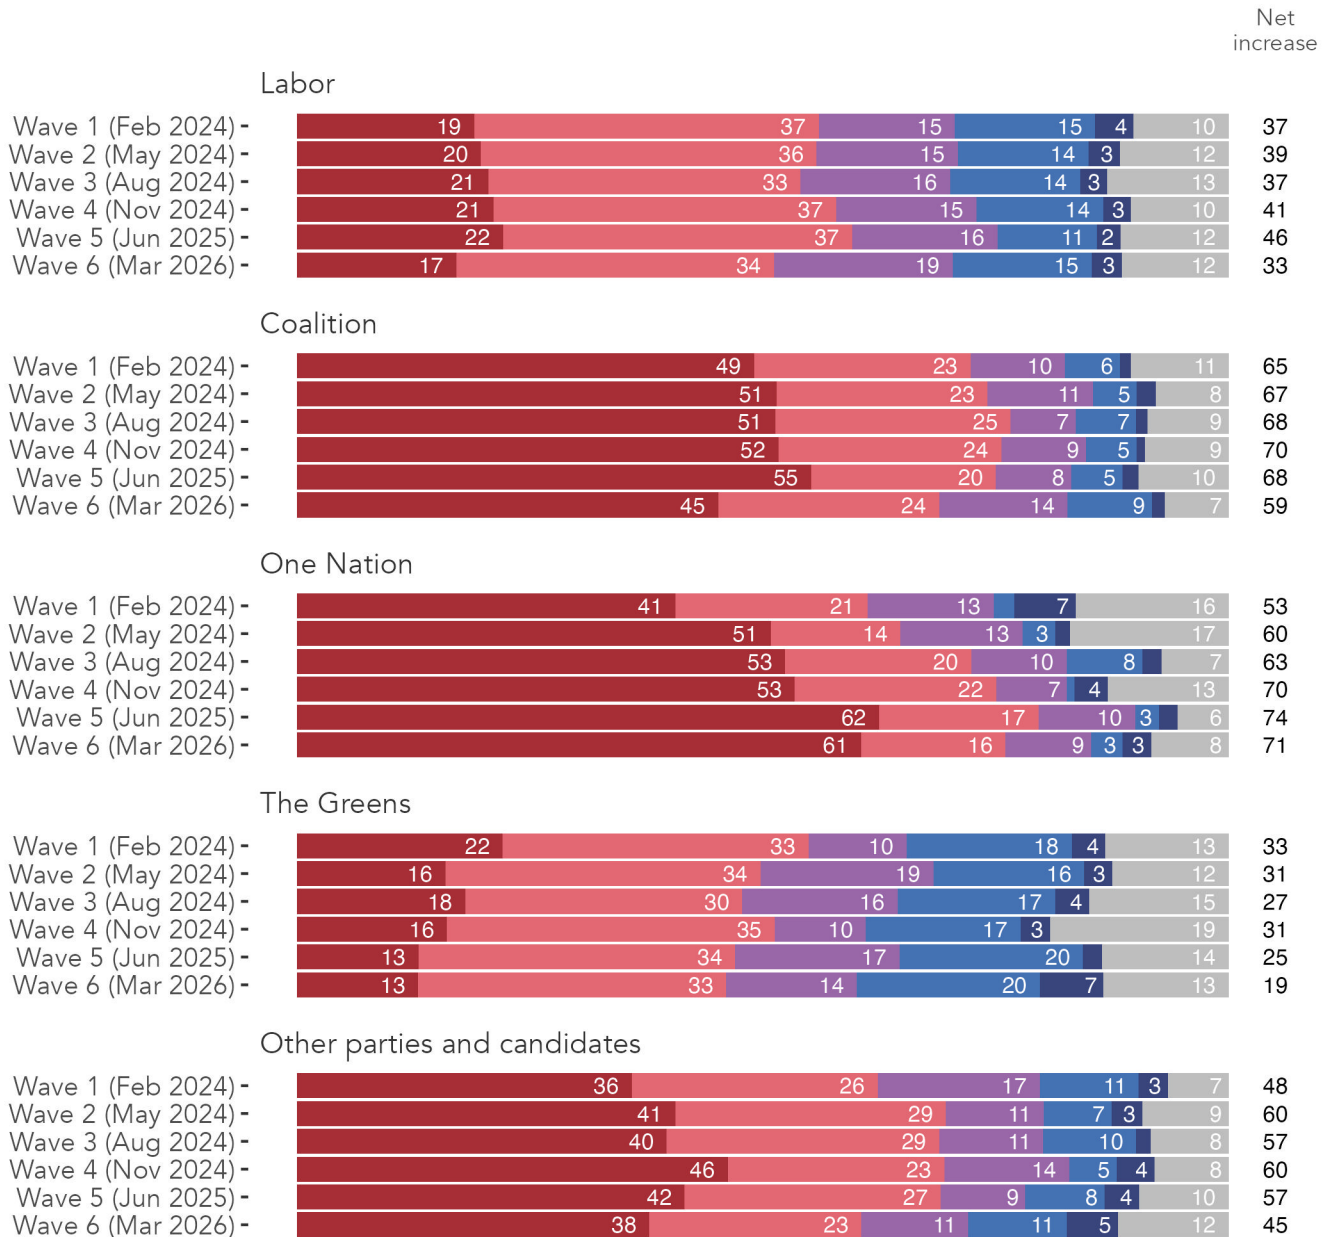 Net
increase
Labor
Wave 1 (Feb 2024) 19 37 15 15 4 10 37
Wave 2 (May 2024) 20 36 15 14 3 12 39
Wave 3 (Aug 2024) 21 33 16 14 3 13 37
Wave 4 (Nov 2024) 21 37 15 14 3 10 41
Wave 5 (Jun 2025) 22 37 16 11 2 12 46
Wave 6 (Mar 2026) 17 34 19 15 3 12 33
Coalition
Wave 1 (Feb 2024) 49 23 10 6 11 65
Wave 2 (May 2024) 51 23 11 5 8 67
Wave 3 (Aug 2024) 51 25 7 7 9 68
Wave 4 (Nov 2024) 52 24 9 5 9 70
Wave 5 (Jun 2025) 55 20 8 5 10 68
Wave 6 (Mar 2026) 45 24 14 9 7 59
One Nation
Wave 1 (Feb 2024) 41 21 13 7 16 53
Wave 2 (May 2024) 51 14 13 3 17 60
Wave 3 (Aug 2024) 53 20 10 8 7 63
Wave 4 (Nov 2024) 53 22 7 4 13 70
Wave 5 (Jun 2025) 62 17 10 3 6 74
Wave 6 (Mar 2026) 61 16 9 3 3 8 71
The Greens
Wave 1 (Feb 2024) 22 33 10 18 4 13 33
Wave 2 (May 2024) 16 34 19 16 3 12 31
Wave 3 (Aug 2024) 18 30 16 17 4 15 27
Wave 4 (Nov 2024) 16 35 10 17 3 19 31
Wave 5 (Jun 2025) 13 34 17 20 14 25
Wave 6 (Mar 2026) 13 33 14 20 7 13 19
Other parties and candidates
Wave 1 (Feb 2024) 36 26 17 11 3 7 48
Wave 2 (May 2024) 41 29 11 7 3 9 60
Wave 3 (Aug 2024) 40 29 11 10 8 57
Wave 4 (Nov 2024) 46 23 14 5 4 8 60
Wave 5 (Jun 2025) 42 27 9 8 4 10 57
Wave 6 (Mar 2026) 38 23 11 11 5 12 45